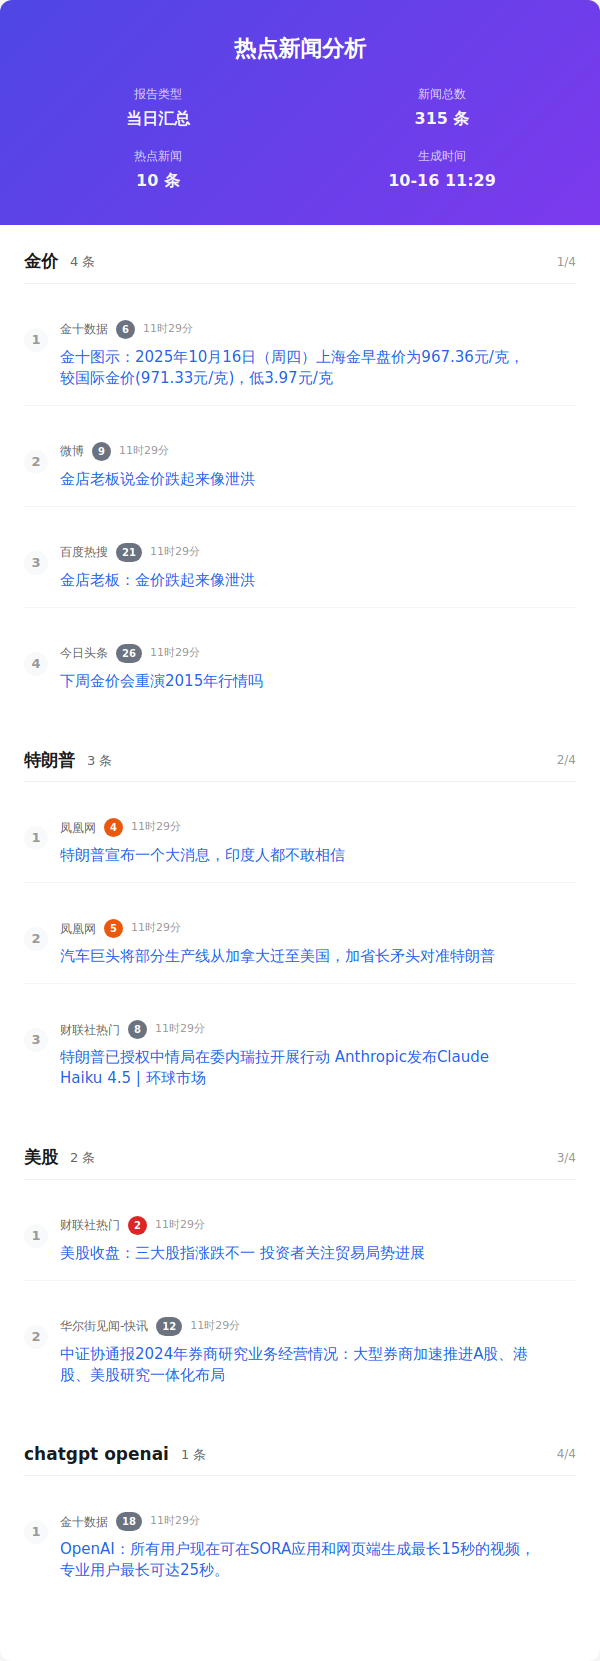 热点新闻分析
报告类型
新闻总数
当日汇总
315 条
热点新闻
生成时间
10 条
10-16 11:29
金价 4 条 1/4
1 金十数据 6 11时29分
金十图示：2025年10月16日（周四）上海金早盘价为967.36元/克，
较国际金价(971.33元/克)，低3.97元/克
2 微博 9 11时29分
金店老板说金价跌起来像泄洪
3 百度热搜 21 11时29分
金店老板：金价跌起来像泄洪
4 今日头条 26 11时29分
下周金价会重演2015年行情吗
特朗普 3 条 2/4
1 凤凰网 4 11时29分
特朗普宣布一个大消息，印度人都不敢相信
2 凤凰网 5 11时29分
汽车巨头将部分生产线从加拿大迁至美国，加省长矛头对准特朗普
3 财联社热门 8 11时29分
特朗普已授权中情局在委内瑞拉开展行动 Anthropic发布Claude
Haiku 4.5 | 环球市场
美股 2 条 3/4
1 财联社热门 2 11时29分
美股收盘：三大股指涨跌不一 投资者关注贸易局势进展
2 华尔街见闻-快讯 12 11时29分
中证协通报2024年券商研究业务经营情况：大型券商加速推进A股、港
股、美股研究一体化布局
chatgpt openai 1 条 4/4
1 金十数据 18 11时29分
OpenAI：所有用户现在可在SORA应用和网页端生成最长15秒的视频，
专业用户最长可达25秒。